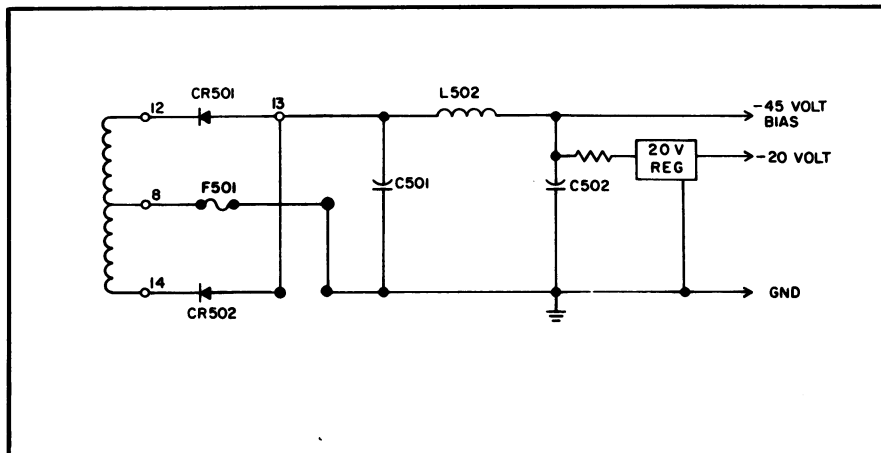 CR501
12
13
L502
-45 VOLT
BIAS
20 V
REG
-20 VOLT
8
F501
C501
C502
14
CR502
GND